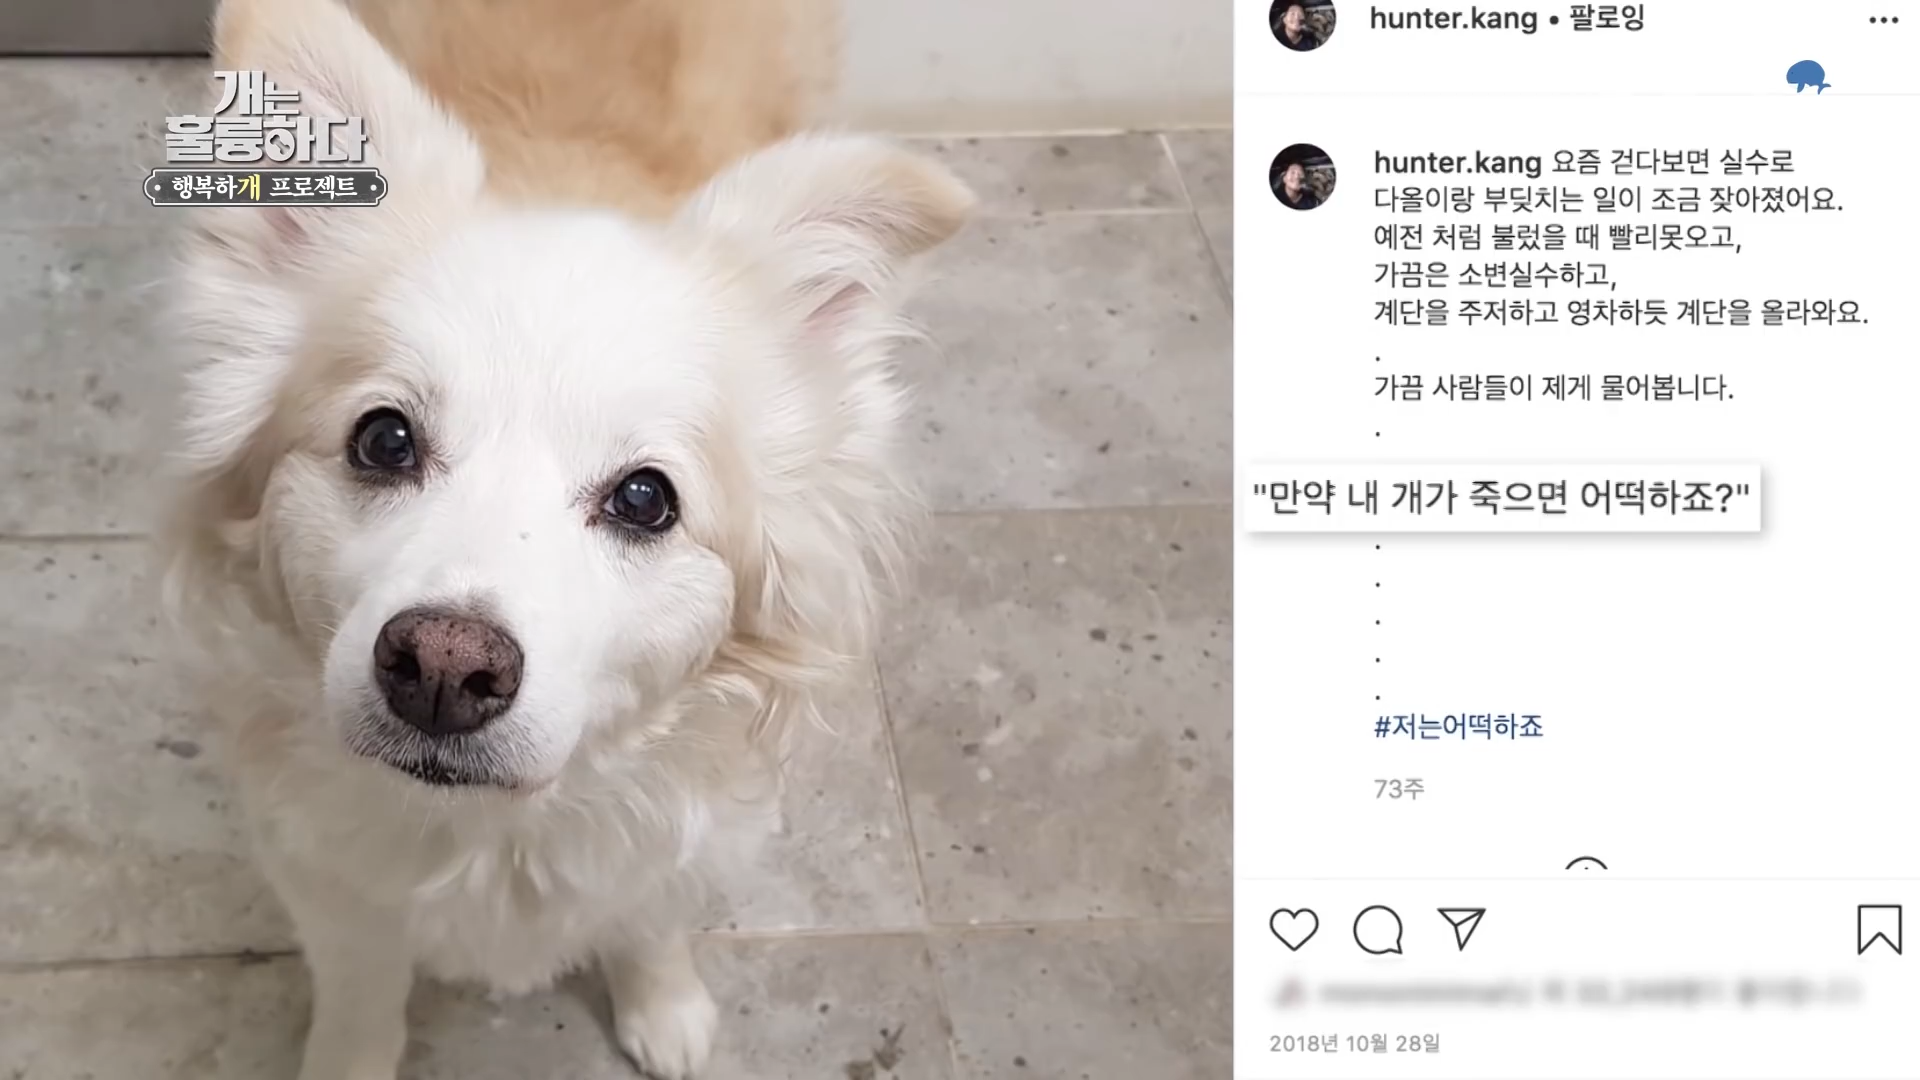 개는
훌륭하다
행복하개 프로젝트
hunter.kang • 팔로잉
hunter.kang 요즘 걷다보면 실수로
다올이랑 부딪치는 일이 조금 잦아졌어요.
예전 처럼 불렀을 때 빨리못오고,
가끔은 소변실수하고,
계단을 주저하고 영차하듯 계단을 올라와요.
.
가끔 사람들이 제게 물어봅니다.
.
"만약 내 개가 죽으면 어떡하죠?"
.
.
.
.
.
#저는어떡하죠
73주
2018년 10월 28일